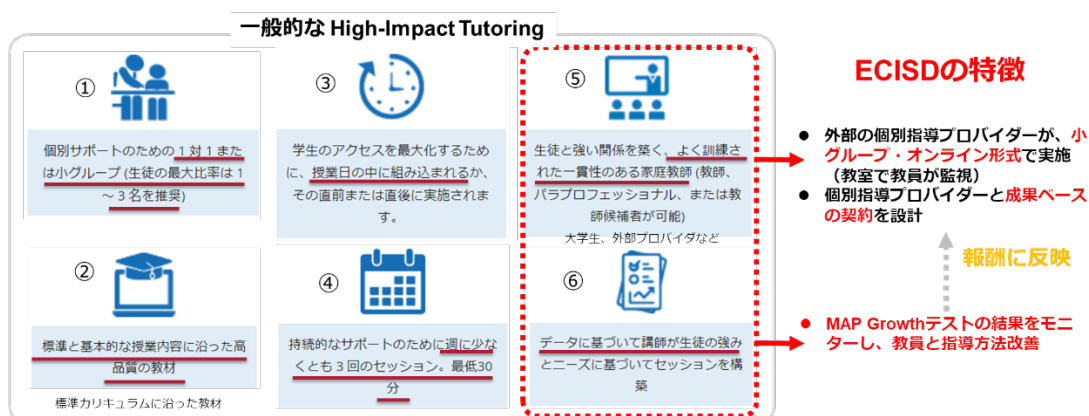 一般的な High-Impact Tutoring
①
個別サポートのための１対１また
は小グループ (生徒の最大比率は１
～３名を推奨)
②
標準と基本的な授業内容に沿った高
品質の教材
標準カリキュラムに沿った教材
③
学生のアクセスを最大化するため
に、授業日の中に組み込まれるか、
その直前または直後に実施されま
す。
④
持続的なサポートのために週に少な
くとも３回のセッション。最低30
分
⑤
生徒と強い関係を築く、よく訓練さ
れた一貫性のある家庭教師 (教師、
パラプロフェッショナル、または教
師候補者が可能)
大学生、外部プロバイダなど
⑥
データに基づいて講師が生徒の強み
とニーズに基づいてセッションを構
築
ECISDの特徴
● 外部の個別指導プロバイダーが、小
グループ・オンライン形式で実施
（教室で教員が監視）
● 個別指導プロバイダーと成果ベース
の契約を設計
報酬に反映
● MAP Growthテストの結果をモニ
ターし、教員と指導方法改善